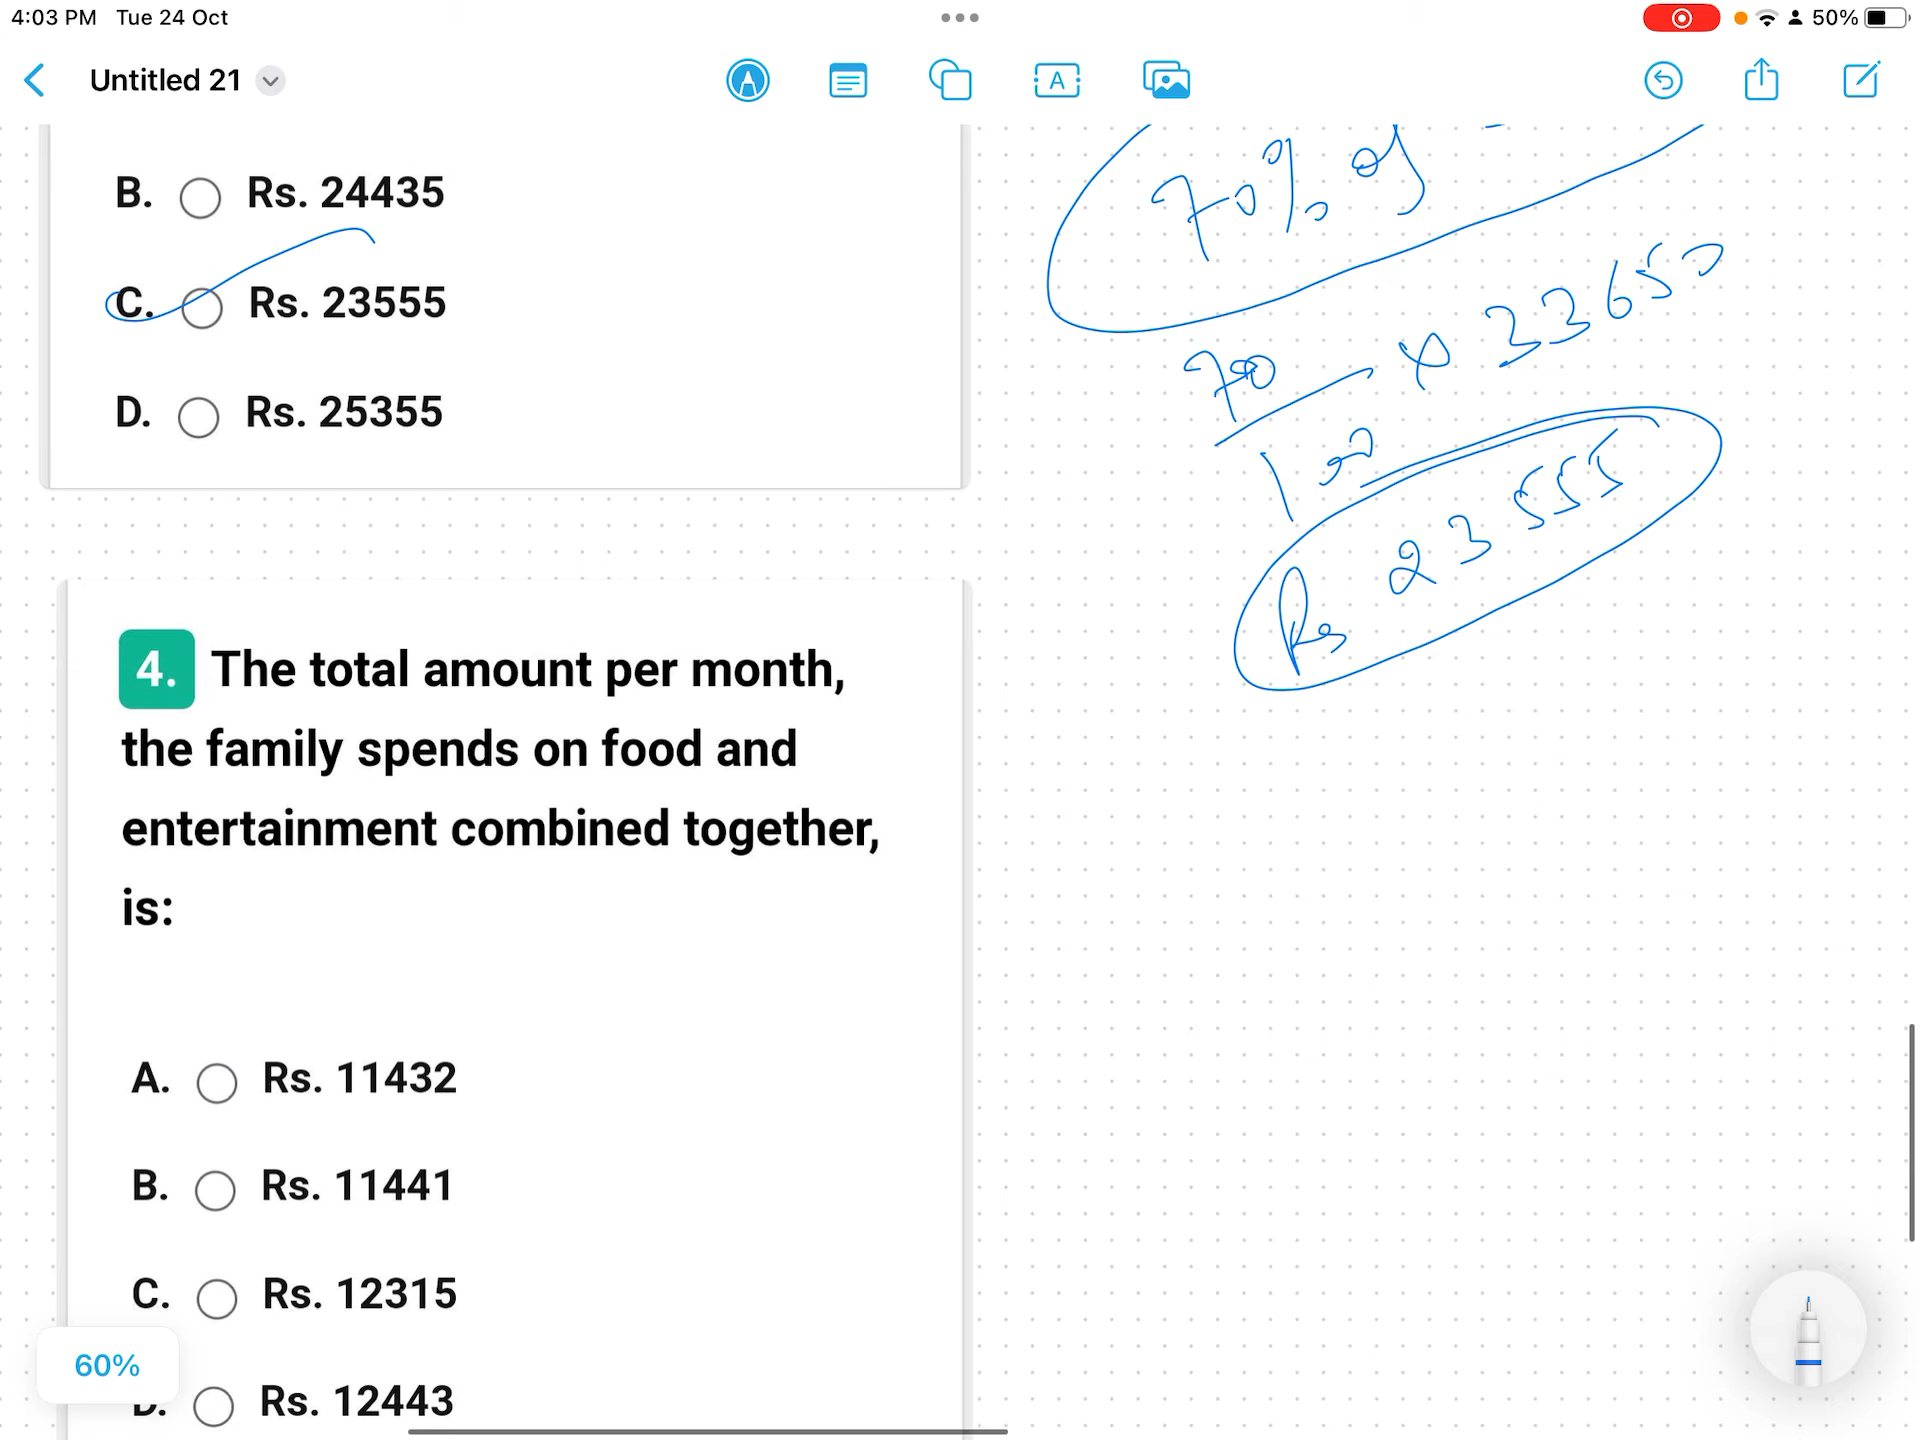 4:03 PM Tue 24 Oct
50%
Untitled 21
A
B. Rs. 24435
C. Rs. 23555
D. Rs. 25355
70% of
70
100 × 33650
Rs 23555
4. The total amount per month,
the family spends on food and
entertainment combined together,
is:
A. Rs. 11432
B. Rs. 11441
C. Rs. 12315
D. Rs. 12443
60%